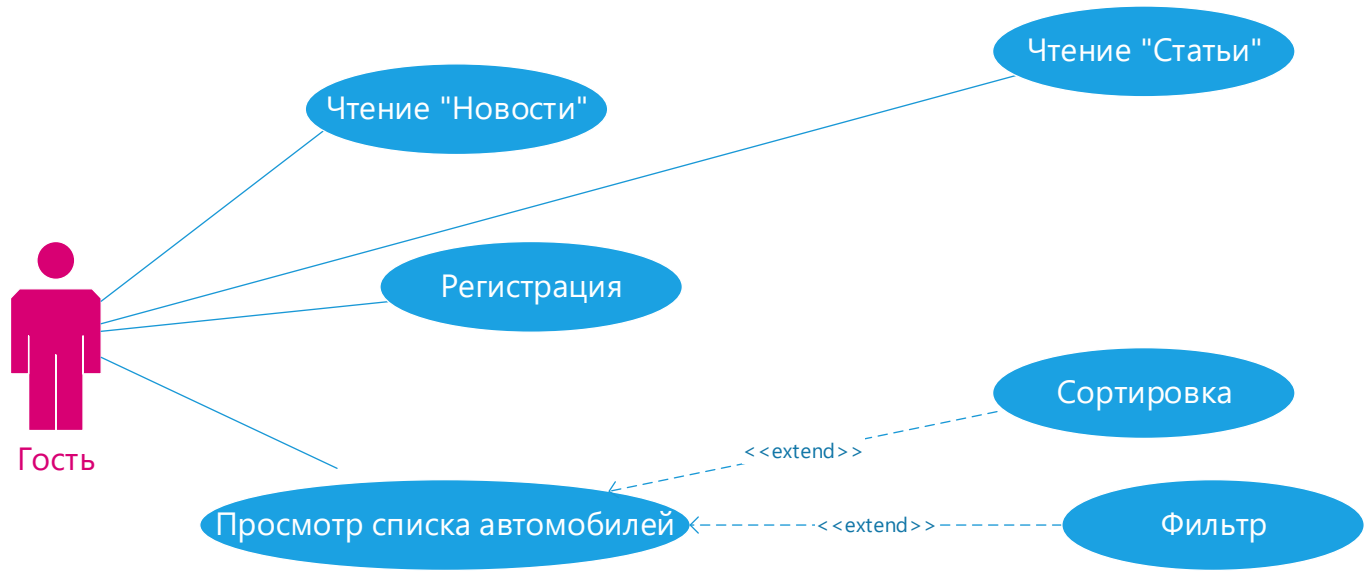 Чтение "Статьи"
Чтение "Новости"
Регистрация
Гость
Сортировка
<<extend>>
Просмотр списка автомобилей
<<extend>>
Фильтр